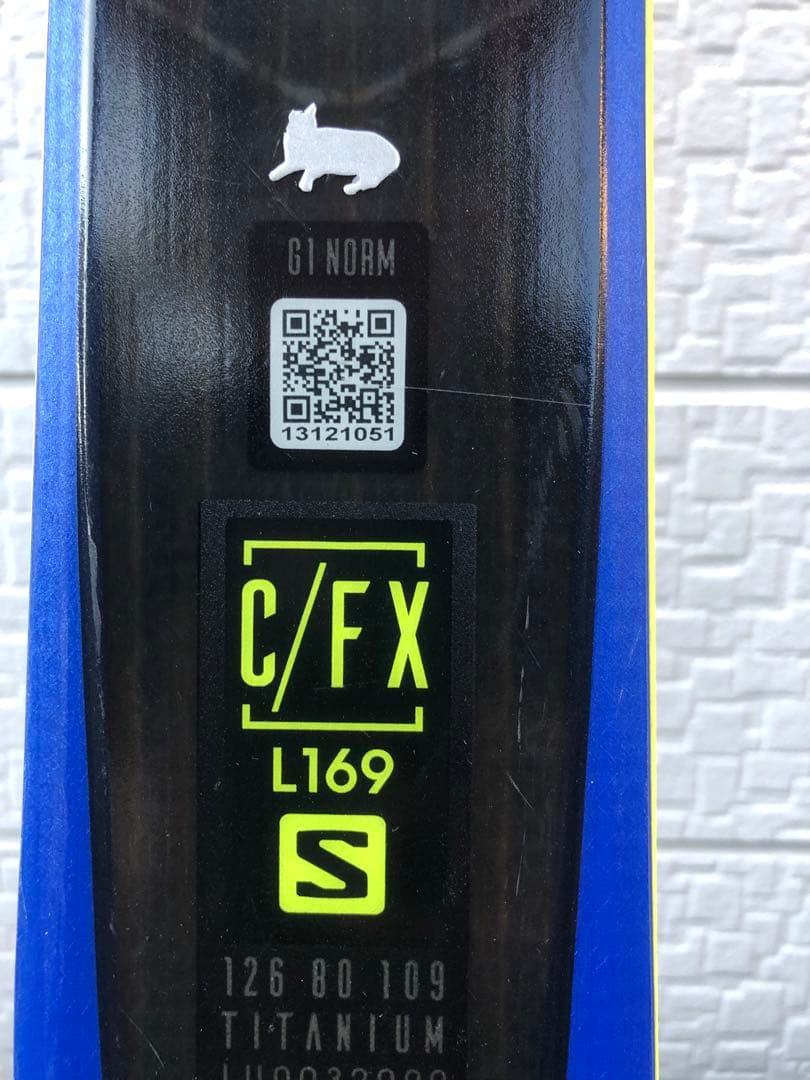 G1 NORM
13121051
C/FX
L169
S
126 80 109
TITANIUM